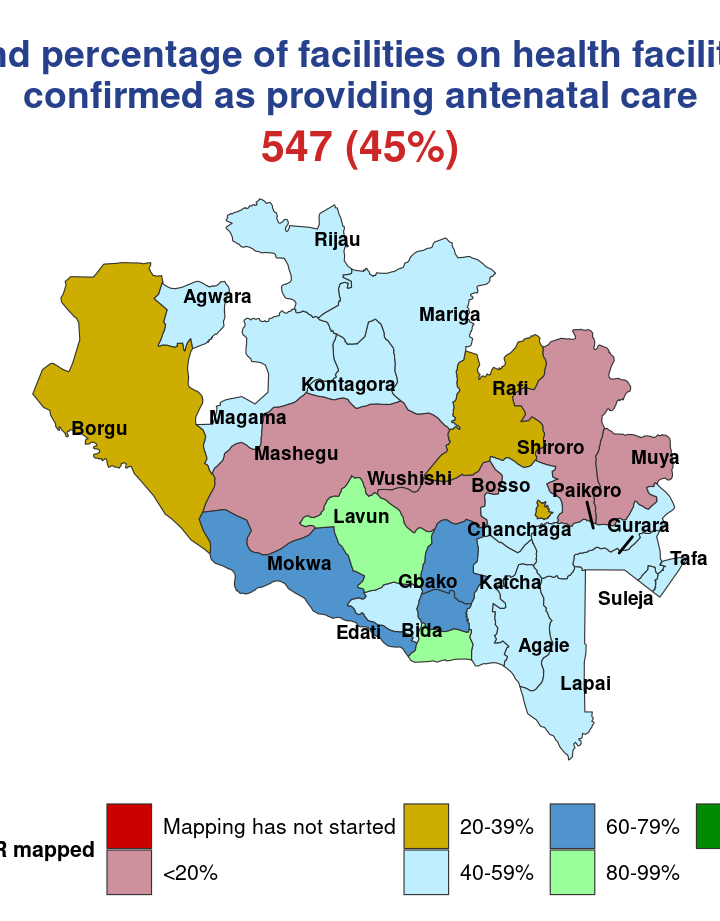 nd percentage of facilities on health facilit
confirmed as providing antenatal care
547 (45%)
Rijau
Agwara
Mariga
Kontagora
Rafi
Magama
Borgu
Mashegu
Shiroro
Muya
Wushishi
Bosso
Paikoro
Lavun
Chanchaga
Gurara
Mokwa
Tafa
Gbako
Katcha
Suleja
Edati
Bida
Agaie
Lapai
R mapped
Mapping has not started
20-39%
60-79%
<20%
40-59%
80-99%